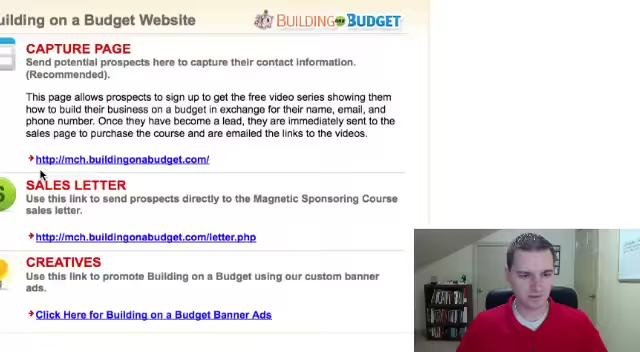 uilding on a Budget Website
BUILDING ON A BUDGET
CAPTURE PAGE
Send potential prospects here to capture their contact information.
(Recommended).
This page allows prospects to sign up to get the free video series showing them
how to build their business on a budget in exchange for their name, email, and
phone number. Once they have become a lead, they are immediately sent to the
sales page to purchase the course and are emailed the links to the videos.
http://mch.buildingonabudget.com/
SALES LETTER
Use this link to send prospects directly to the Magnetic Sponsoring Course
sales letter.
http://mch.buildingonabudget.com/letter.php
CREATIVES
Use this link to promote Building on a Budget using our custom banner
ads.
Click Here for Building on a Budget Banner Ads